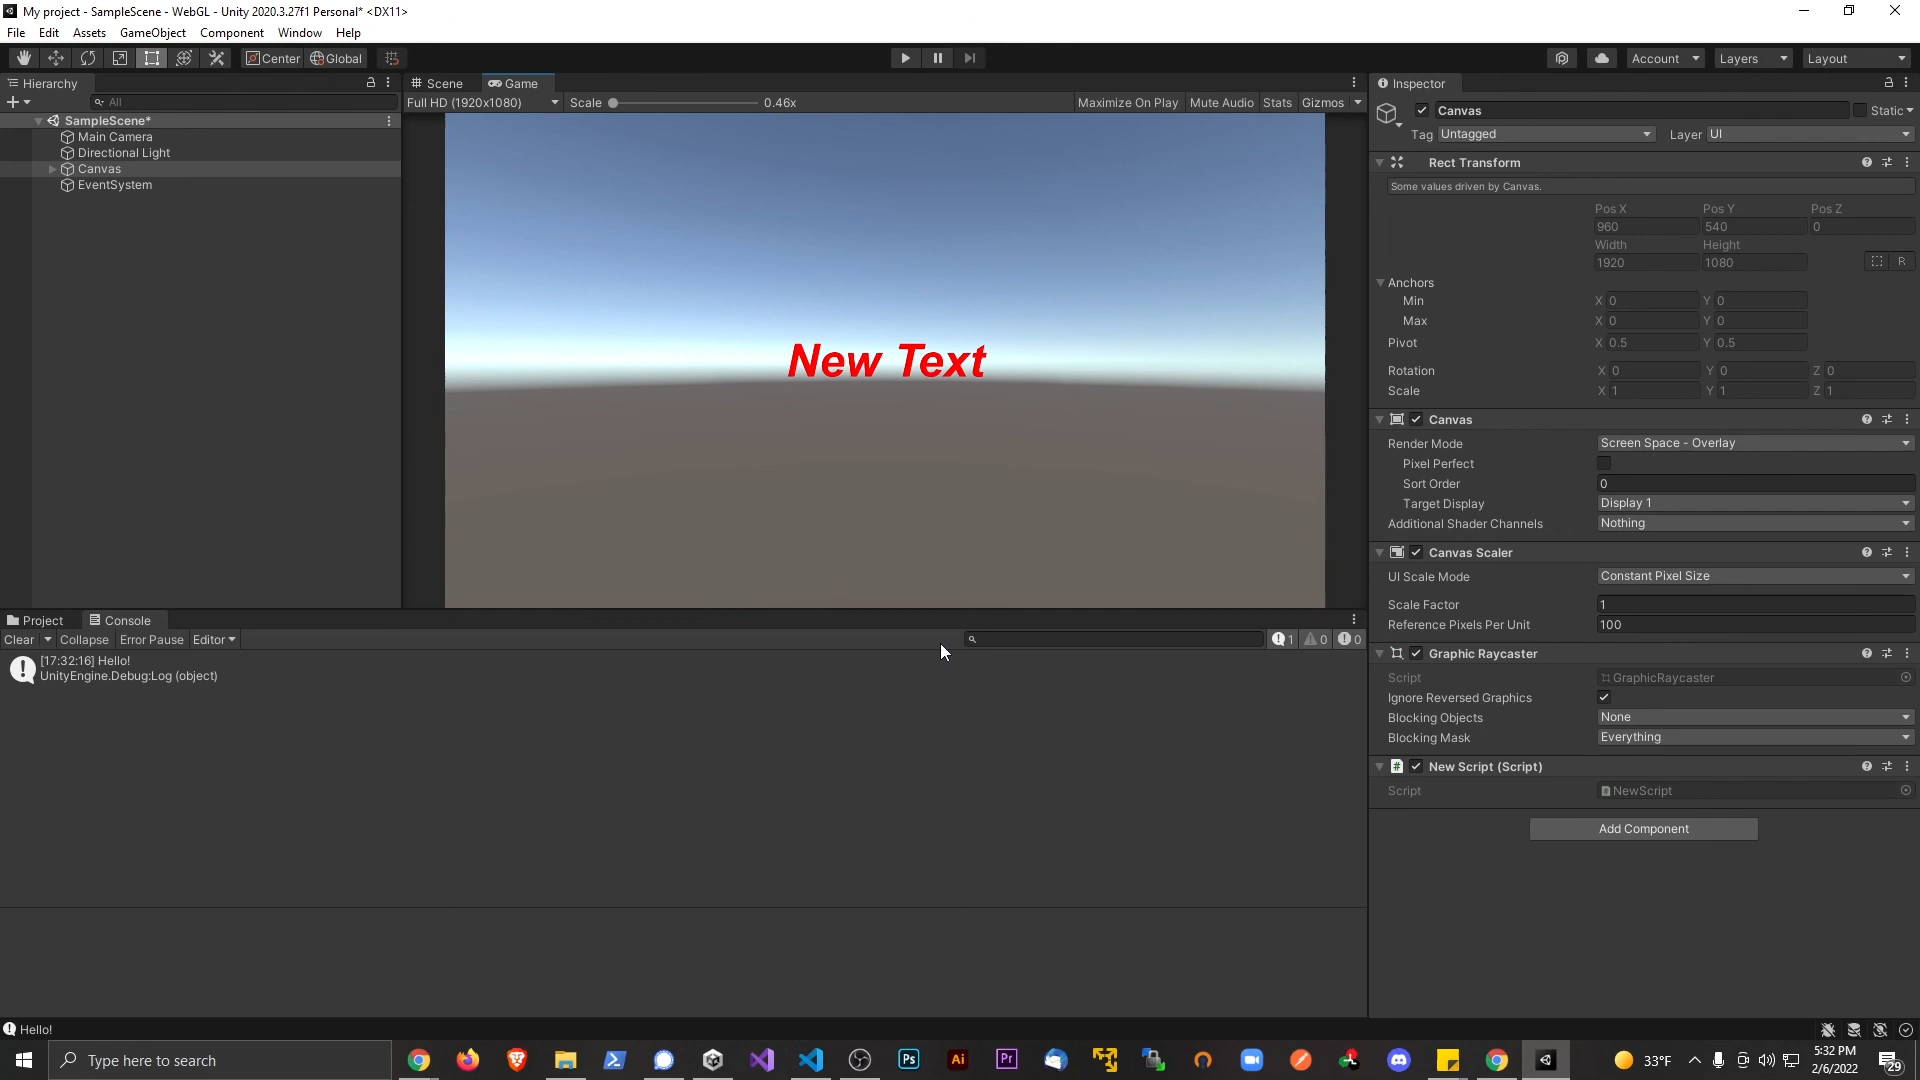 My project - SampleScene - WebGL - Unity 2020.3.27f1 Personal* <DX11>
File Edit Assets GameObject Component Window Help
Center Global Account Layers Layout
Hierarchy
All
SampleScene*
Main Camera
Directional Light
Canvas
EventSystem
Scene Game
Full HD (1920x1080) Scale 0.46x Maximize On Play Mute Audio Stats Gizmos
New Text
Inspector
Canvas Static
Tag Untagged Layer UI
Rect Transform
Some values driven by Canvas.
Pos X Pos Y Pos Z
960 540 0
Width Height
1920 1080 R
Anchors
Min X 0 Y 0
Max X 0 Y 0
Pivot X 0.5 Y 0.5
Rotation X 0 Y 0 Z 0
Scale X 1 Y 1 Z 1
Canvas
Render Mode Screen Space - Overlay
Pixel Perfect
Sort Order 0
Target Display Display 1
Additional Shader Channels Nothing
Canvas Scaler
UI Scale Mode Constant Pixel Size
Scale Factor 1
Reference Pixels Per Unit 100
Graphic Raycaster
Script GraphicRaycaster
Ignore Reversed Graphics
Blocking Objects None
Blocking Mask Everything
# New Script (Script)
Script NewScript
Add Component
Project Console
Clear Collapse Error Pause Editor 1 0 0
[17:32:16] Hello!
UnityEngine.Debug:Log (object)
Hello!
Type here to search
Ps Ai Pr
33°F
5:32 PM
2/6/2022
29